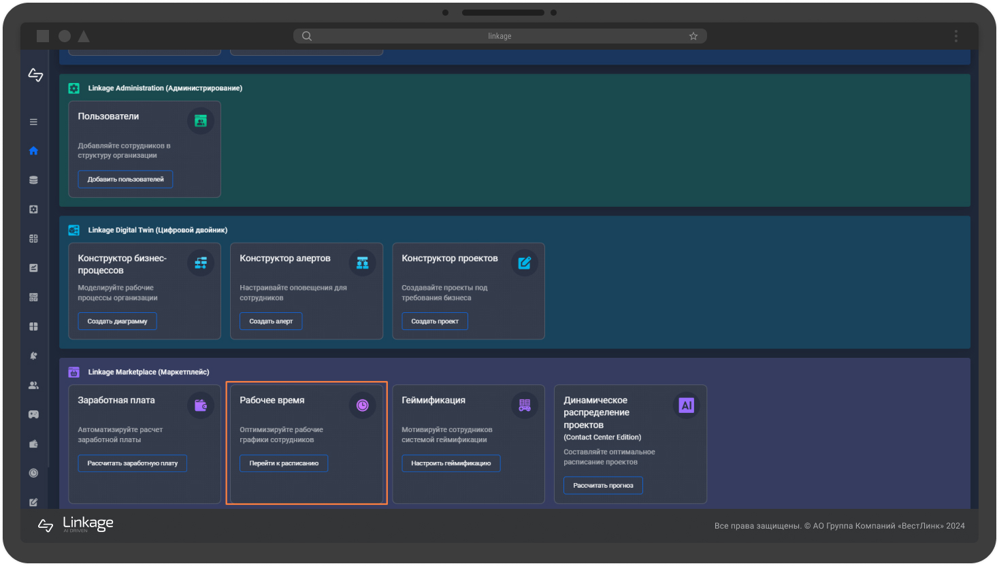 linkage
Linkage Administration (Администрирование)
Пользователи
Добавляйте сотрудников в
структуру организации
Добавить пользователей
Linkage Digital Twin (Цифровой двойник)
Конструктор бизнес-
процессов
Моделируйте рабочие
процессы организации
Создать диаграмму
Конструктор алертов
Настраивайте оповещения для
сотрудников
Создать алерт
Конструктор проектов
Создавайте проекты под
требования бизнеса
Создать проект
Linkage Marketplace (Маркетплейс)
Заработная плата
Автоматизируйте расчет
заработной платы
Рассчитать заработную плату
Рабочее время
Оптимизируйте рабочие
графики сотрудников
Перейти к расписанию
Геймификация
Мотивируйте сотрудников
системой геймификации
Настроить геймификацию
Динамическое
распределение
проектов
(Contact Center Edition)
AI
Составляйте оптимальное
расписание проектов
Рассчитать прогноз
Linkage
AI DRIVEN
Все права защищены. © АО Группа Компаний «ВестЛинк» 2024